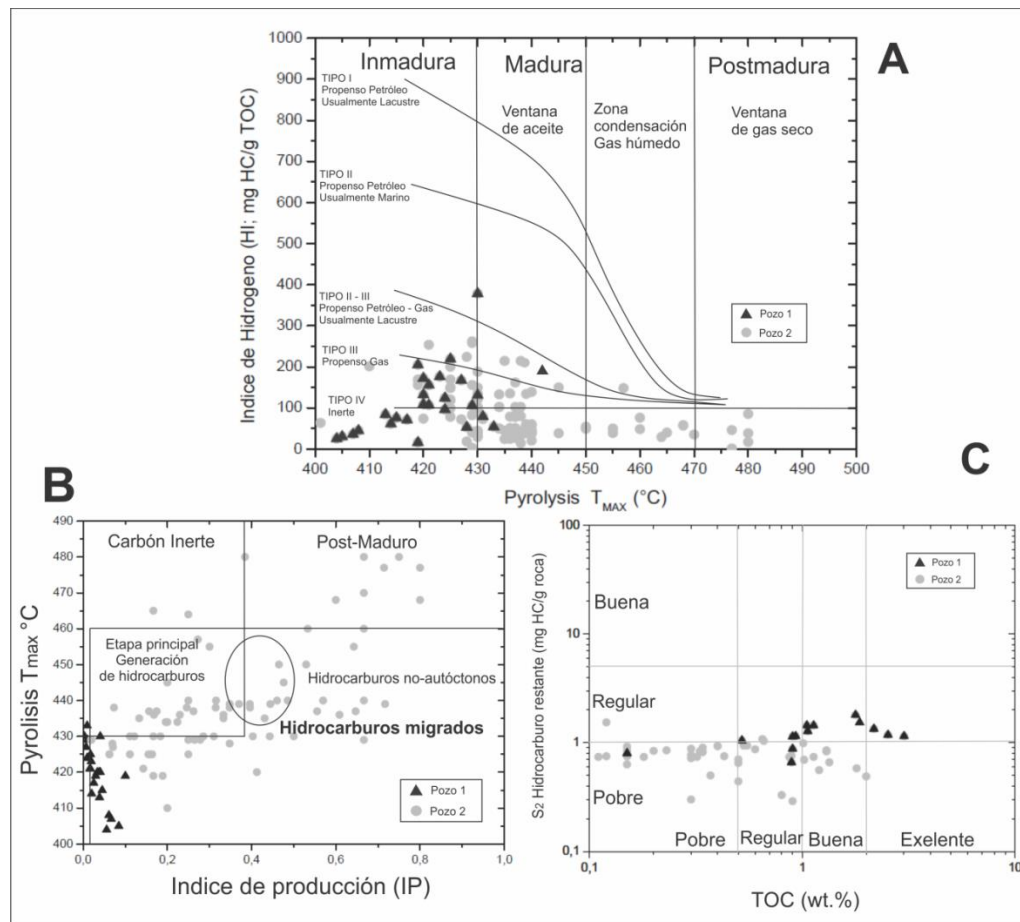 A
Inmadura
Madura
Postmadura
TIPO I
Propenso Petróleo
Usualmente Lacustre
Ventana
de aceite
Zona
condensación
Gas húmedo
Ventana
de gas seco
TIPO II
Propenso Petróleo
Usualmente Marino
TIPO II - III
Propenso Petróleo - Gas
Usualmente Lacustre
TIPO III
Propenso Gas
TIPO IV
Inerte
Pozo 1
Pozo 2
Indice de Hidrogeno (HI; mg HC/g TOC)
1000
900
800
700
600
500
400
300
200
100
0
400 410 420 430 440 450 460 470 480 490 500
Pyrolysis TMAX (°C)
B
Carbón Inerte
Post-Maduro
Etapa principal
Generación
de hidrocarburos
Hidrocarburos no-autóctonos
Hidrocarburos migrados
Pozo 1
Pozo 2
Pyrolisis Tmax °C
490
480
470
460
450
440
430
420
410
400
0,0 0,2 0,4 0,6 0,8 1,0
Indice de producción (IP)
C
Pozo 1
Pozo 2
Buena
Regular
Pobre
Pobre Regular Buena Exelente
S2 Hidrocarburo restante (mg HC/g roca)
100
10
1
0,1
0,1 1 10
TOC (wt.%)